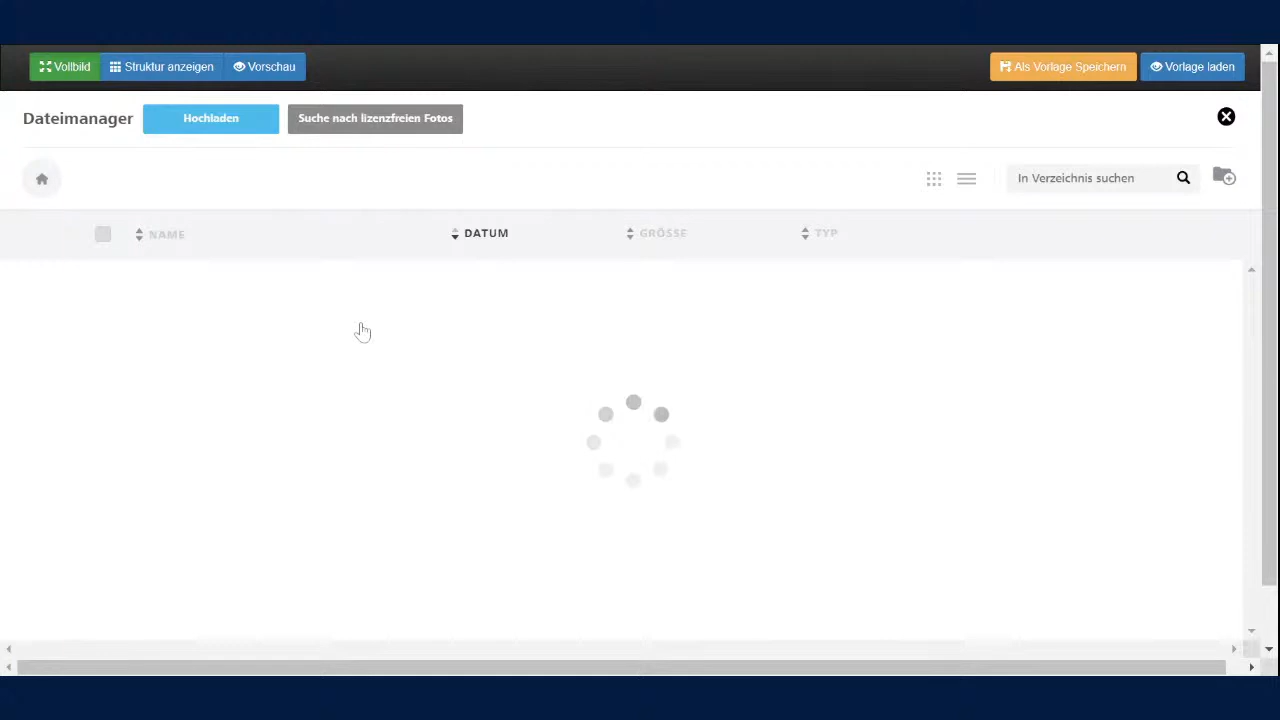 Vollbild Struktur anzeigen Vorschau Als Vorlage Speichern Vorlage laden
Dateimanager Hochladen Suche nach lizenzfreien Fotos
In Verzeichnis suchen
NAME DATUM GRÖSSE TYP